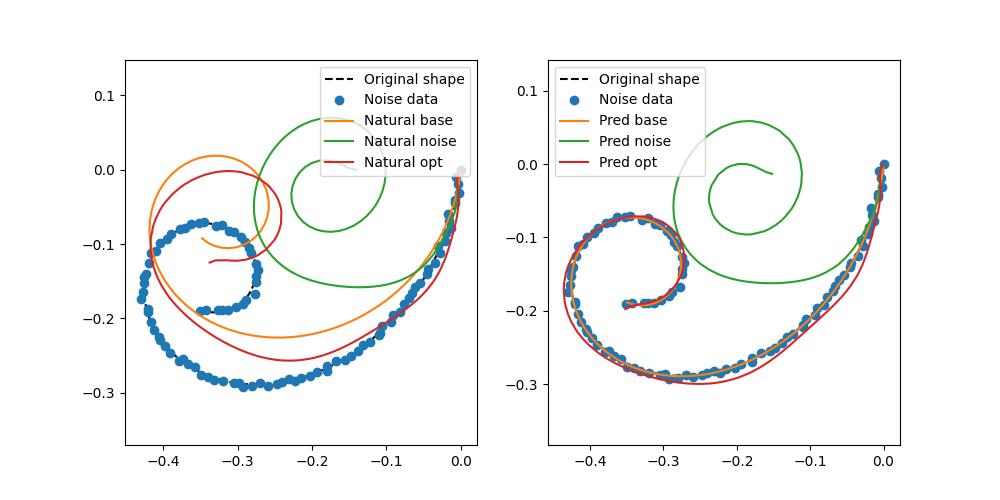 Original shape
Noise data
Natural base
Natural noise
Natural opt
0.1
0.0
−0.1
−0.2
−0.3
−0.4
−0.3
−0.2
−0.1
0.0
Original shape
Noise data
Pred base
Pred noise
Pred opt
0.1
0.0
−0.1
−0.2
−0.3
−0.4
−0.3
−0.2
−0.1
0.0